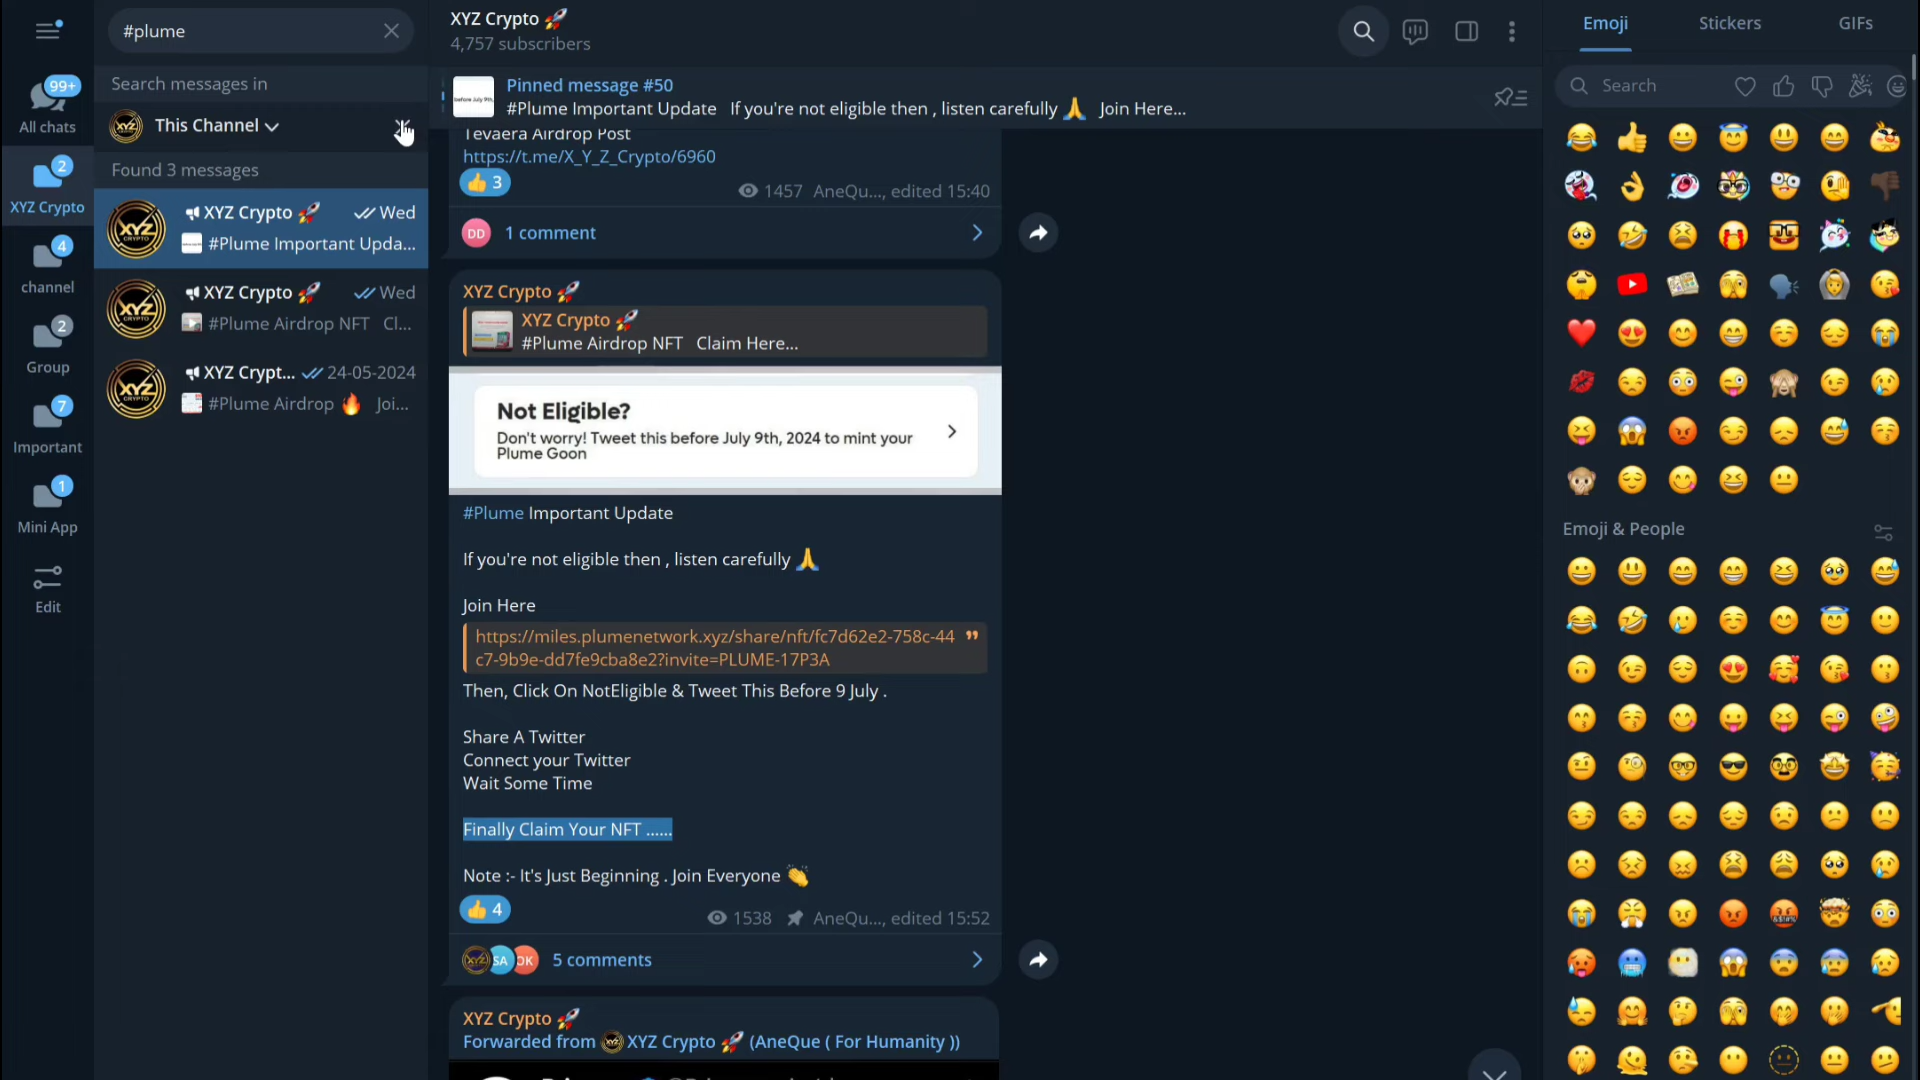 #plume
Search messages in
This Channel
Found 3 messages
XYZ Crypto 🚀 Wed
#Plume Important Upda...
XYZ Crypto 🚀 Wed
#Plume Airdrop NFT Cl...
XYZ Crypt... 24-05-2024
#Plume Airdrop 🔥 Joi...
99+
All chats
2
XYZ Crypto
4
channel
2
Group
7
Important
1
Mini App
Edit
XYZ Crypto 🚀
4,757 subscribers
Pinned message #50
#Plume Important Update If you're not eligible then , listen carefully 🙏 Join Here...
Tevaera Airdrop Post
https://t.me/X_Y_Z_Crypto/6960
👍 3
1457 AneQu..., edited 15:40
DD 1 comment
XYZ Crypto 🚀
XYZ Crypto 🚀
#Plume Airdrop NFT Claim Here...
Not Eligible?
Don't worry! Tweet this before July 9th, 2024 to mint your
Plume Goon
#Plume Important Update
If you're not eligible then , listen carefully 🙏
Join Here
https://miles.plumenetwork.xyz/share/nft/fc7d62e2-758c-44
c7-9b9e-dd7fe9cba8e2?invite=PLUME-17P3A
Then, Click On NotEligible & Tweet This Before 9 July .
Share A Twitter
Connect your Twitter
Wait Some Time
Finally Claim Your NFT ......
Note :- It's Just Beginning . Join Everyone 👏
👍 4
1538 AneQu..., edited 15:52
SA OK 5 comments
XYZ Crypto 🚀
Forwarded from XYZ Crypto 🚀 (AneQue ( For Humanity ))
Emoji Stickers GIFs
Search
Emoji & People